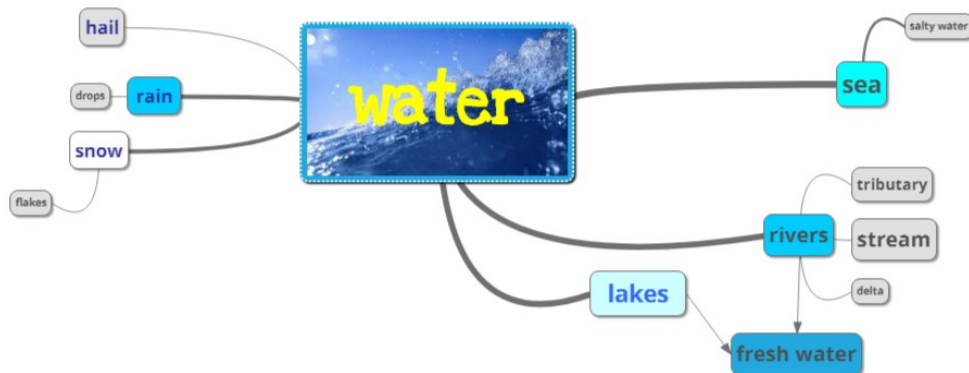 hail
salty water
water
sea
drops
rain
snow
tributary
flakes
rivers
stream
lakes
delta
fresh water